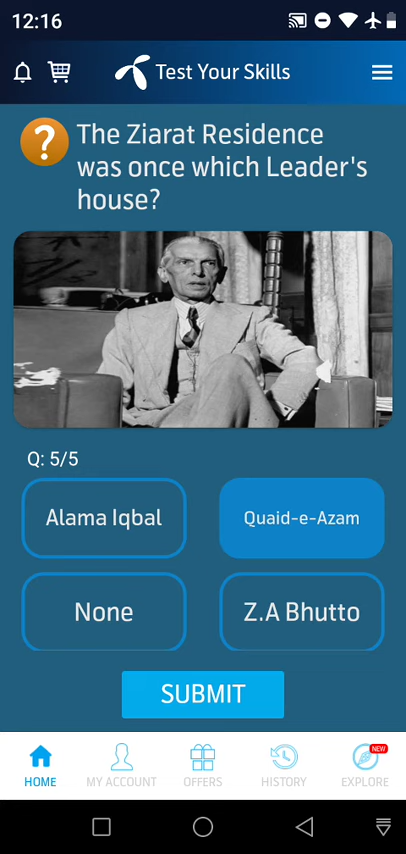 12:16
Test Your Skills
?
The Ziarat Residence
was once which Leader's
house?
Q: 5/5
Alama Iqbal
Quaid-e-Azam
None
Z.A Bhutto
SUBMIT
NEW
HOME
MY ACCOUNT
OFFERS
HISTORY
EXPLORE